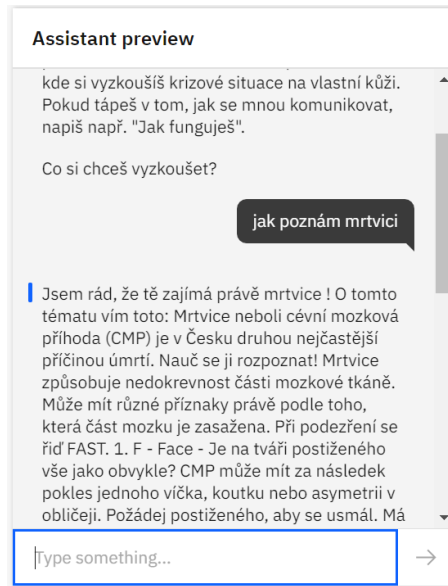 Assistant preview
kde si vyzkoušíš krizové situace na vlastní kůži.
Pokud tápeš v tom, jak se mnou komunikovat,
napiš např. "Jak funguješ".
Co si chceš vyzkoušet?
jak poznám mrtvici
Jsem rád, že tě zajímá právě mrtvice ! O tomto
tématu vím toto: Mrtvice neboli cévní mozková
příhoda (CMP) je v Česku druhou nejčastější
příčinou úmrtí. Nauč se ji rozpoznat! Mrtvice
způsobuje nedokrevnost části mozkové tkáně.
Může mít různé příznaky právě podle toho,
která část mozku je zasažena. Při podezření se
řiď FAST. 1. F - Face - Je na tváři postiženého
vše jako obvykle? CMP může mít za následek
pokles jednoho víčka, koutku nebo asymetrii v
obličeji. Požádej postiženého, aby se usmál. Má
Type something...